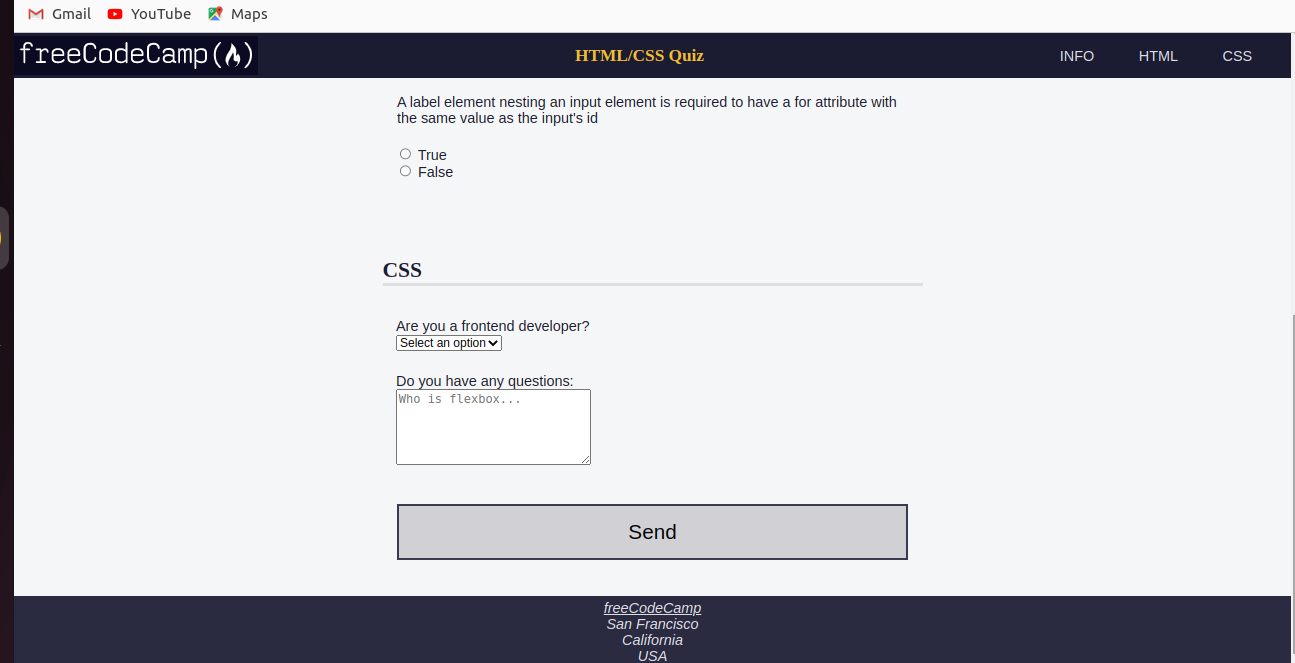 Gmail YouTube Maps
freeCodeCamp HTML/CSS Quiz INFO HTML CSS
A label element nesting an input element is required to have a for attribute with
the same value as the input's id
True
False
CSS
Are you a frontend developer?
Select an option
Do you have any questions:
Who is flexbox...
Send
freeCodeCamp
San Francisco
California
USA